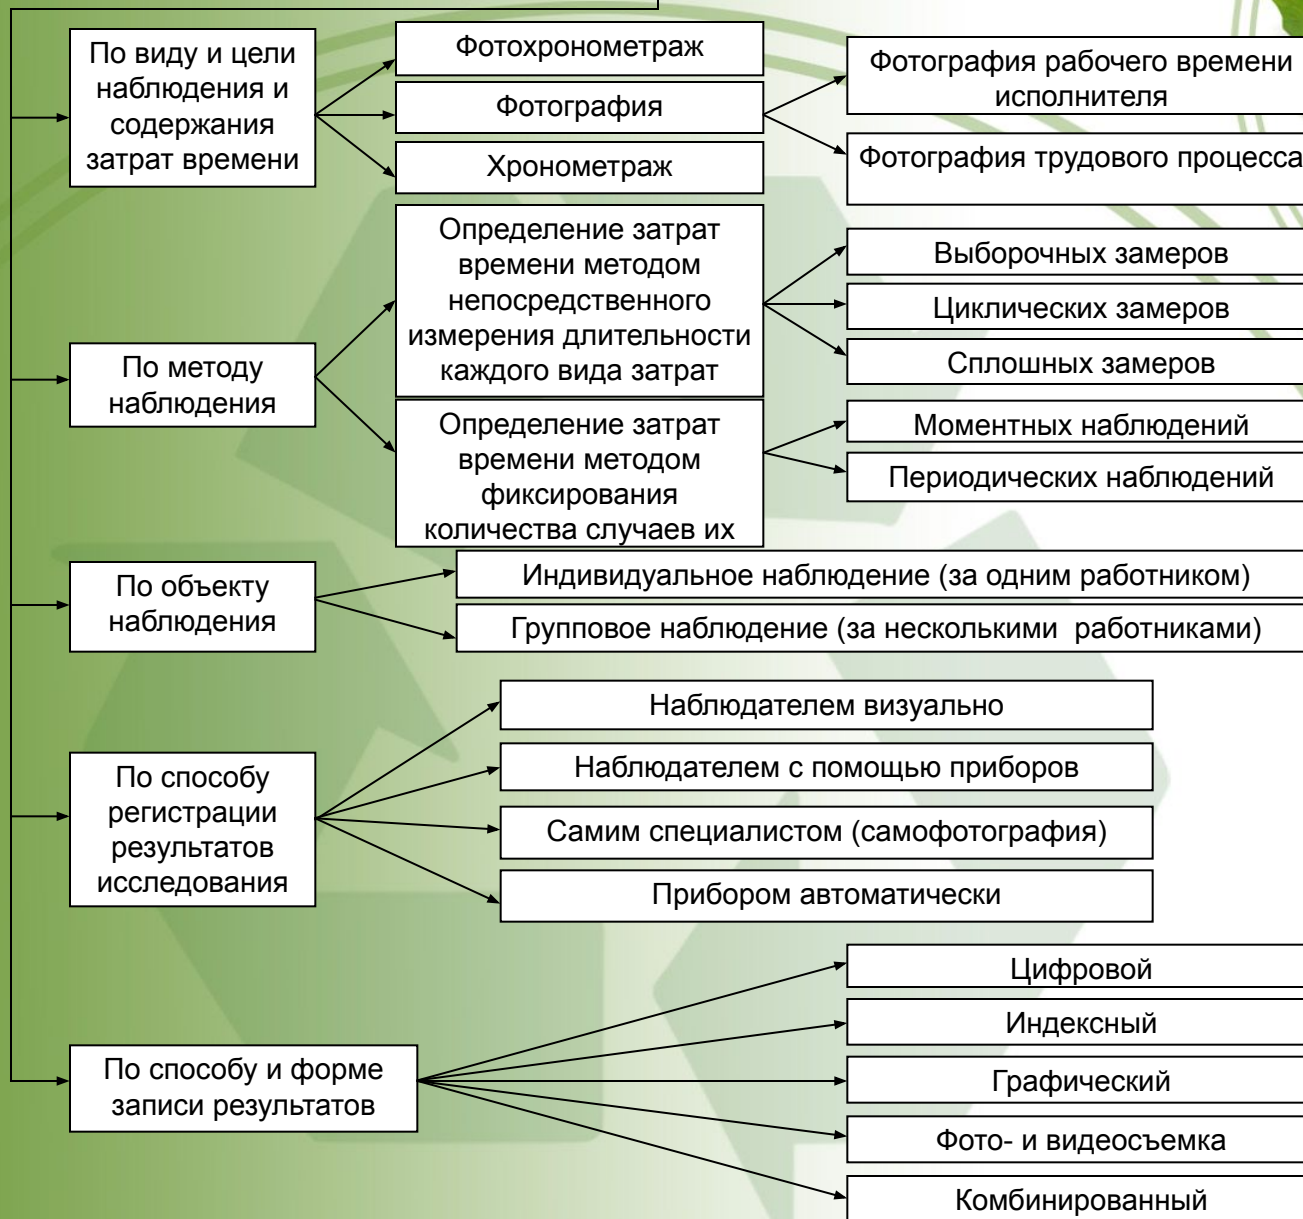 По виду и цели
наблюдения и
содержания
затрат времени
Фотохронометраж
Фотография
Хронометраж
Фотография рабочего времени
исполнителя
Фотография трудового процесса
По методу
наблюдения
Определение затрат
времени методом
непосредственного
измерения длительности
каждого вида затрат
Выборочных замеров
Циклических замеров
Сплошных замеров
Определение затрат
времени методом
фиксирования
количества случаев их
Моментных наблюдений
Периодических наблюдений
По объекту
наблюдения
Индивидуальное наблюдение (за одним работником)
Групповое наблюдение (за несколькими работниками)
По способу
регистрации
результатов
исследования
Наблюдателем визуально
Наблюдателем с помощью приборов
Самим специалистом (самофотография)
Прибором автоматически
По способу и форме
записи результатов
Цифровой
Индексный
Графический
Фото- и видеосъемка
Комбинированный